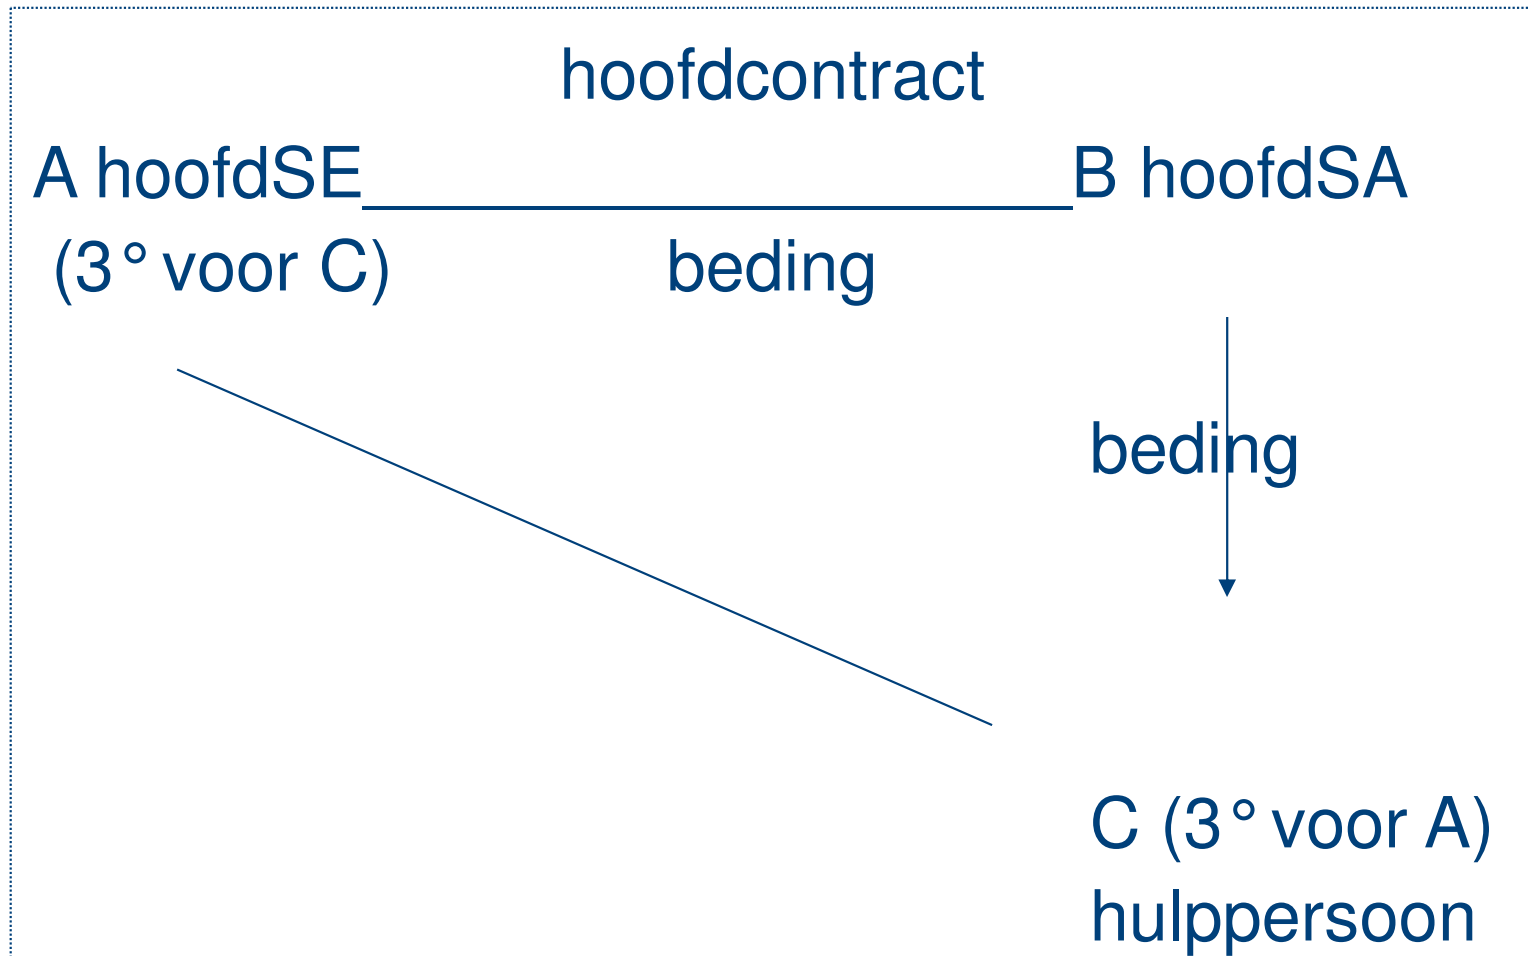 hoofdcontract
A hoofdSE B hoofdSA
(3° voor C) beding
beding
C (3° voor A)
hulppersoon